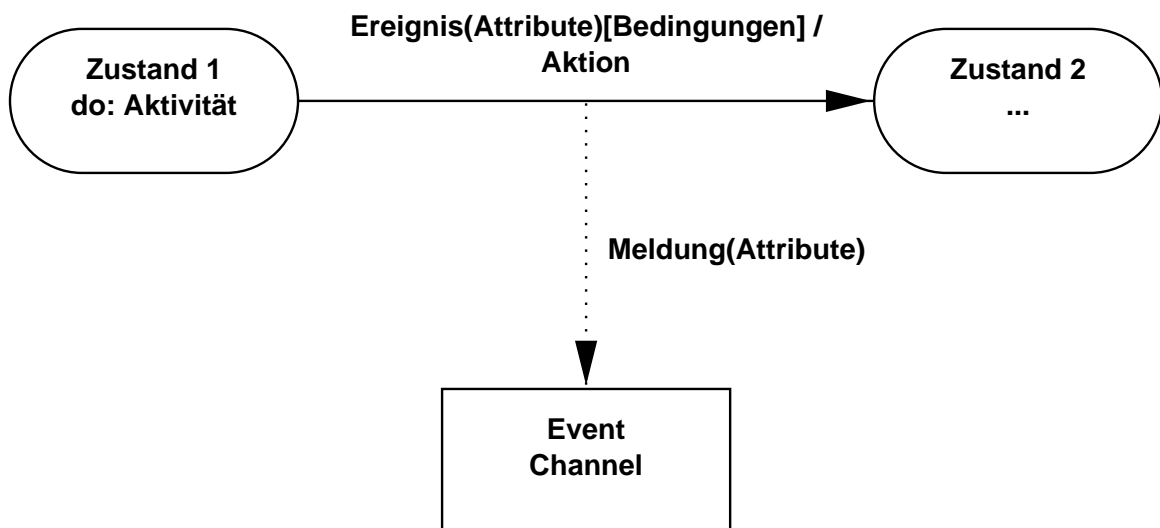 Ereignis(Attribute)[Bedingungen] /
Aktion
Zustand 1
do: Aktivität
Zustand 2
...
Meldung(Attribute)
Event
Channel